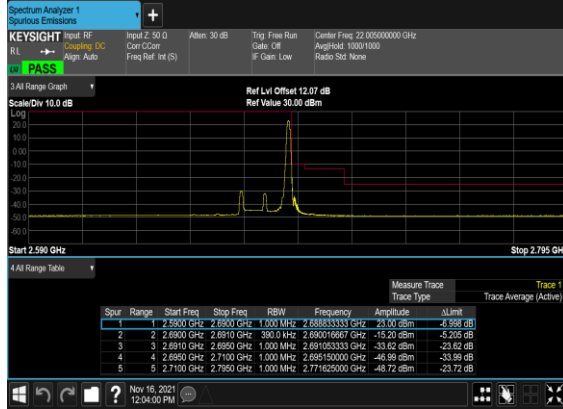 Spectrum Analyzer 1
Spurious Emissions
KEYSIGHT
RL
Input: RF
Coupling: DC
Align: Auto
Input Z: 50 Ω
Corr CCorr
Freq Ref: Int (S)
Atten: 30 dB
Trig: Free Run
Gate: Off
IF Gain: Low
Center Freq: 22.005000000 GHz
Avg|Hold: 1000/1000
Radio Std: None
PASS
3 All Range Graph
Ref Lvl Offset 12.07 dB
Scale/Div 10.0 dB
Ref Value 30.00 dBm
Log
20.0
10.0
0.00
-10.0
-20.0
-30.0
-40.0
-50.0
-60.0
Start 2.590 GHz
Stop 2.795 GH
4 All Range Table
Measure Trace Trace 1
Trace Type Trace Average (Active)
Spur Range Start Freq Stop Freq RBW Frequency Amplitude ΔLimit
1 1 2.5900 GHz 2.6900 GHz 1.000 MHz 2.688833333 GHz 23.00 dBm -6.998 dB
2 2 2.6900 GHz 2.6910 GHz 390.0 kHz 2.690016667 GHz -15.20 dBm -5.205 dB
3 3 2.6910 GHz 2.6950 GHz 1.000 MHz 2.691053333 GHz -33.62 dBm -23.62 dB
4 4 2.6950 GHz 2.7100 GHz 1.000 MHz 2.695150000 GHz -46.99 dBm -33.99 dB
5 5 2.7100 GHz 2.7950 GHz 1.000 MHz 2.771625000 GHz -48.72 dBm -23.72 dB
?
Nov 16, 2021
12:04:00 PM